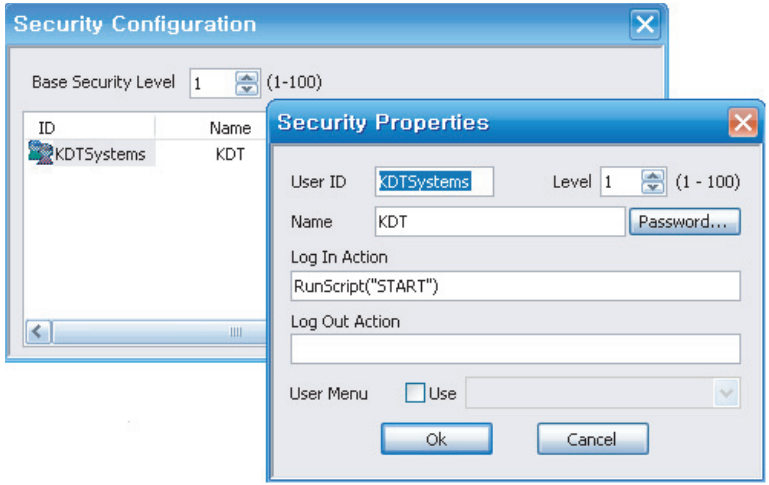 Security Configuration
Base Security Level 1 (1-100)
ID Name
KDTSystems KDT
Security Properties
User ID KDTSystems Level 1 (1 - 100)
Name KDT Password...
Log In Action
RunScript("START")
Log Out Action
User Menu Use
Ok Cancel